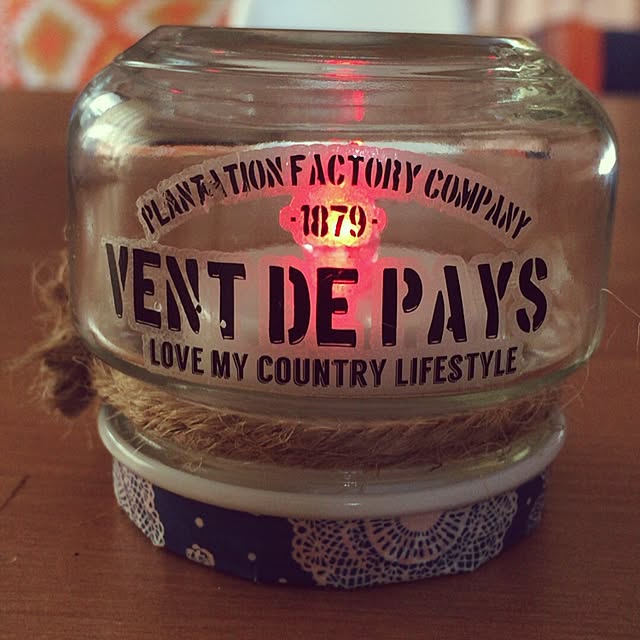 PLANTATION FACTORY COMPANY
·1879·
VENT DE PAYS
LOVE MY COUNTRY LIFESTYLE